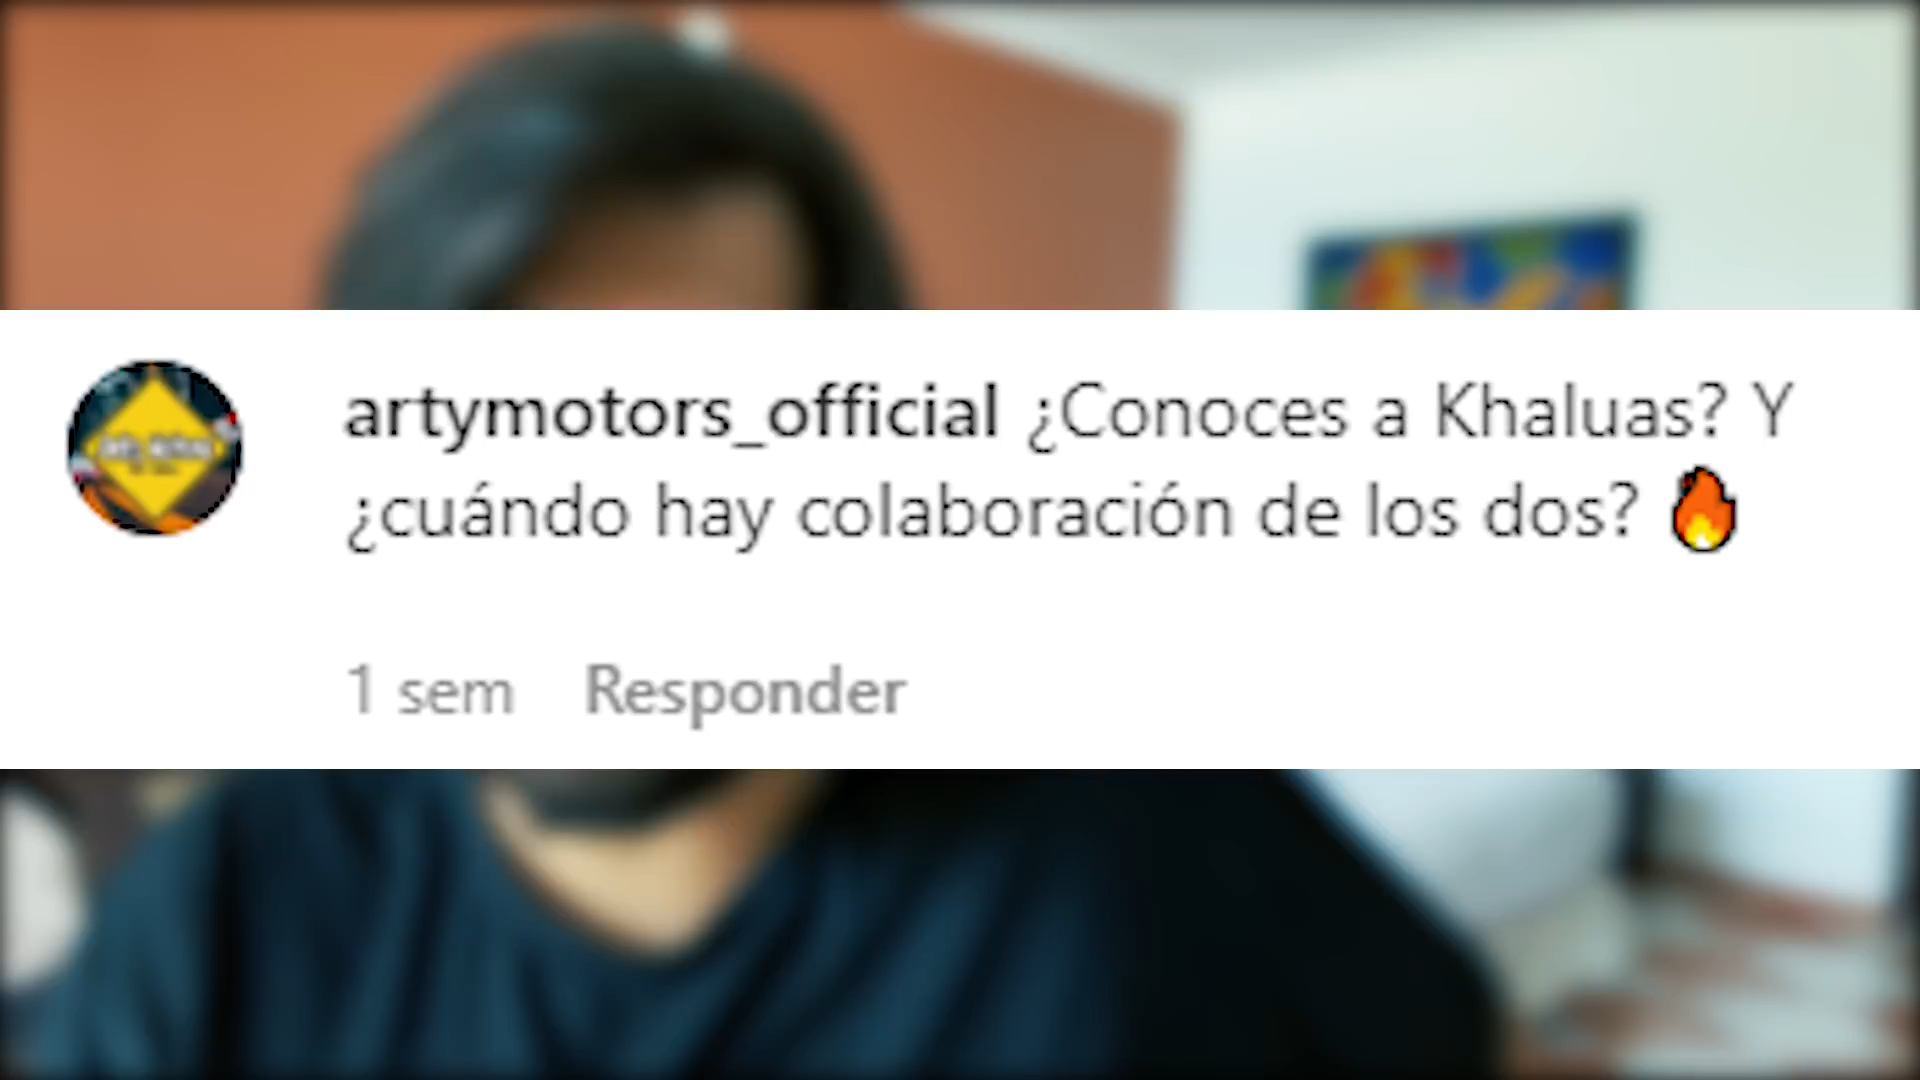 artymotors_official ¿Conoces a Khaluas? Y
¿cuándo hay colaboración de los dos? 🔥
1 sem Responder